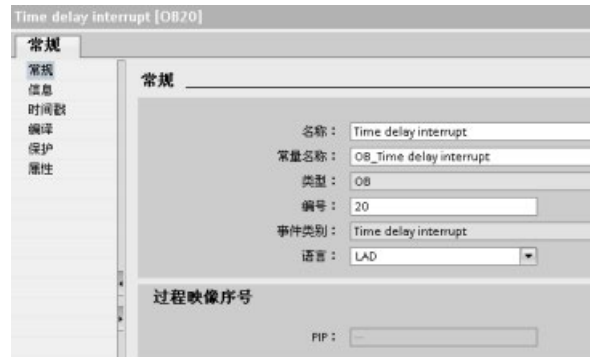 Time delay interrupt [OB20]
常规
常规
信息
时间戳
编译
保护
属性
常规
名称： Time delay interrupt
常量名称： OB_Time delay interrupt
类型： OB
编号： 20
事件类别： Time delay interrupt
语言： LAD
过程映像序号
PIP： ---